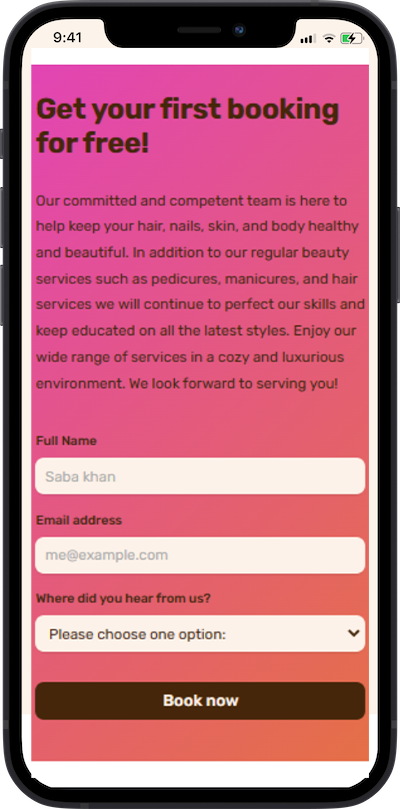 9:41
Get your first booking
for free!
Our committed and competent team is here to
help keep your hair, nails, skin, and body healthy
and beautiful. In addition to our regular beauty
services such as pedicures, manicures, and hair
services we will continue to perfect our skills and
keep educated on all the latest styles. Enjoy our
wide range of services in a cozy and luxurious
environment. We look forward to serving you!
Full Name
Saba khan
Email address
me@example.com
Where did you hear from us?
Please choose one option:
Book now